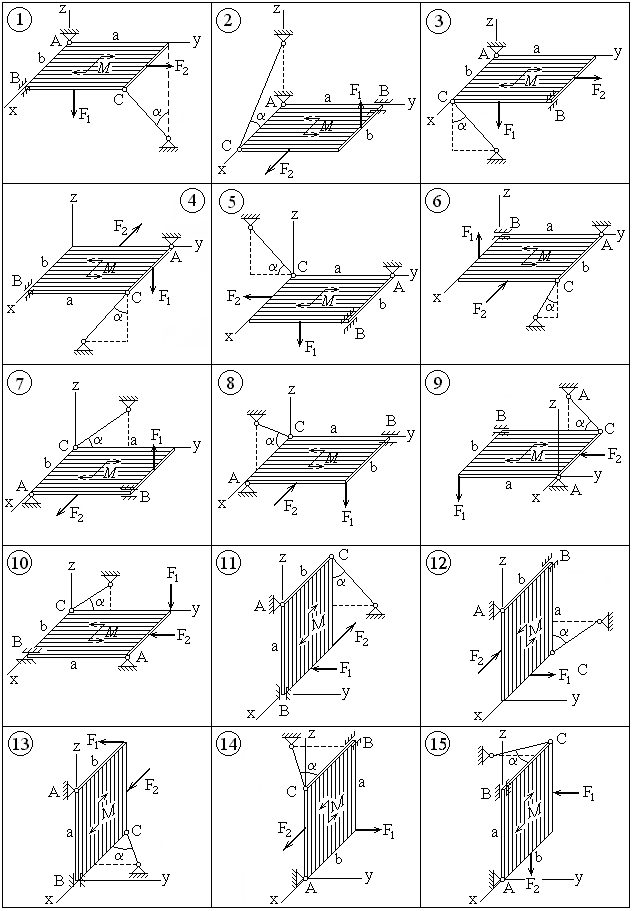 1 z A a y b M F₂ B F₁ C α x
2 z A a F₁ B y α M b C F₂ x
3 z A a y b M F₂ C F₁ B α x
4 z F₂ y A M B a C F₁ α x
5 z C a y α A F₂ M b F₁ B x
6 z B a y A F₁ M b F₂ C α x
7 z C α a F₁ y b M A F₂ B x
8 z C a B y α b M b A F₂ F₁ x
9 z A B α C b M F₂ a y F₁ x A
10 z C α F₁ y b M F₂ B a A x
11 z C b α A M a F₂ F₁ y B x
12 z B b A a M α F₂ F₁ C y x
13 z F₁ b A F₂ M a C α B y x
14 z B α C a M F₂ F₁ b A y x
15 z C α B M F₁ a b A F₂ y x